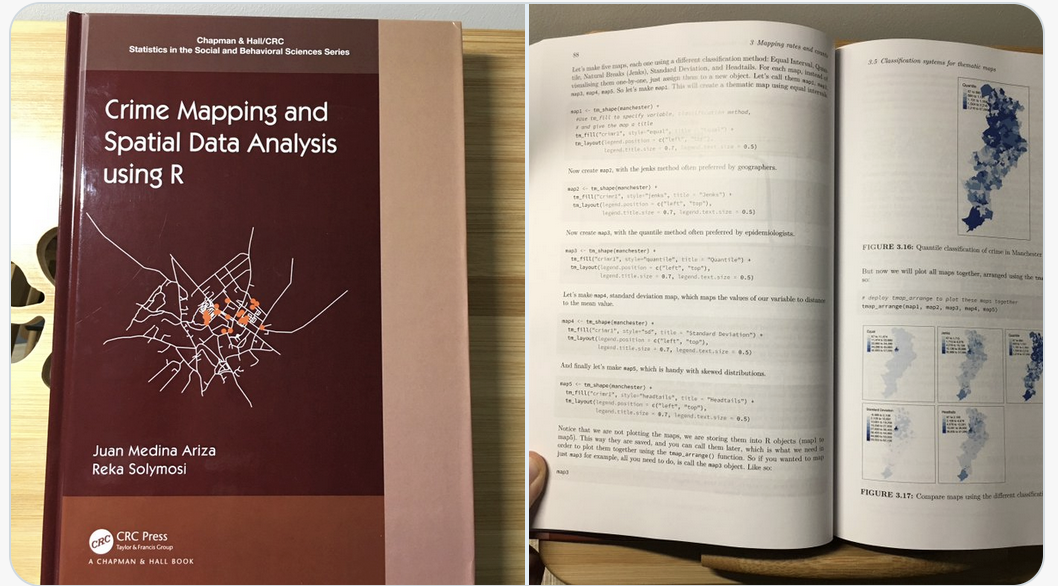 Chapman & Hall/CRC
Statistics in the Social and Behavioral Sciences Series
Crime Mapping and
Spatial Data Analysis
using R
Juan Medina Ariza
Reka Solymosi
CRC
CRC Press
Taylor & Francis Group
A CHAPMAN & HALL BOOK
88
3 Mapping rates and
Let's make five maps, each one using a different classification method: Equal Interval, Quan
tile, Natural Breaks (Jenks), Standard Deviation, and Headtails. For each map, instead of
visualising them one-by-one, just assign them to a new object. Let's call them map1, map2,
map3, map4, map5. So let's make map1. This will create a thematic map using equal intervals
map1 <- tm_shape(manchester) +
#use tm_fill to specify variable, method,
# and give the map a title
tm_fill("crimr1", style="equal",
tm_layout(legend.position = c("left",
legend.title.size = 0.7, legend.text.size = 0.5)
Now create map2, with the jenks method often preferred by geographers.
map2 <- tm_shape(manchester) +
tm_fill("crimr1", style="jenks", title = "Jenks") +
tm_layout(legend.position = c("left", "top"),
legend.title.size = 0.7, legend.text.size = 0.5)
Now create map3, with the quantile method often preferred by epidemiologists.
map3 <- tm_shape(manchester) +
tm_fill("crimr1", style="quantile", title = "Quantile") +
tm_layout(legend.position = c("left", "top"),
legend.title.size = 0.7, legend.text.size = 0.5)
Let's make map4, standard deviation map, which maps the values of our variable to distance
to the mean value.
map4 <- tm_shape(manchester) +
tm_fill("crimr1", style="sd", title = "Standard Deviation") +
tm_layout(legend.position = c("left", "top"),
legend.title.size = 0.7, legend.text.size = 0.5)
And finally let's make map5, which is handy with skewed distributions.
map5 <- tm_shape(manchester) +
tm_fill("crimr1", style="headtails", title = "Headtails") +
tm_layout(legend.position = c("left", "top"),
legend.title.size = 0.7, legend.text.size = 0.5)
Notice that we are not plotting the maps, we are storing them into R objects (map1 to
map5). This way they are saved, and you can call them later, which is what we need in
order to plot them together using the tmap_arrange() function. So if you wanted to map
just map3 for example, all you need to do, is call the map3 object. Like so:
map3
3.5 Classification systems for thematic maps
Quantile
FIGURE 3.16: Quantile classification of crime in Manchester
But now we will plot all maps together, arranged using the
so:
# deploy tmap_arrange to plot these maps together
tmap_arrange(map1, map2, map3, map4, map5)
Equal
Jenks
Quantile
Standard Deviation
Headtails
FIGURE 3.17: Compare maps using the different